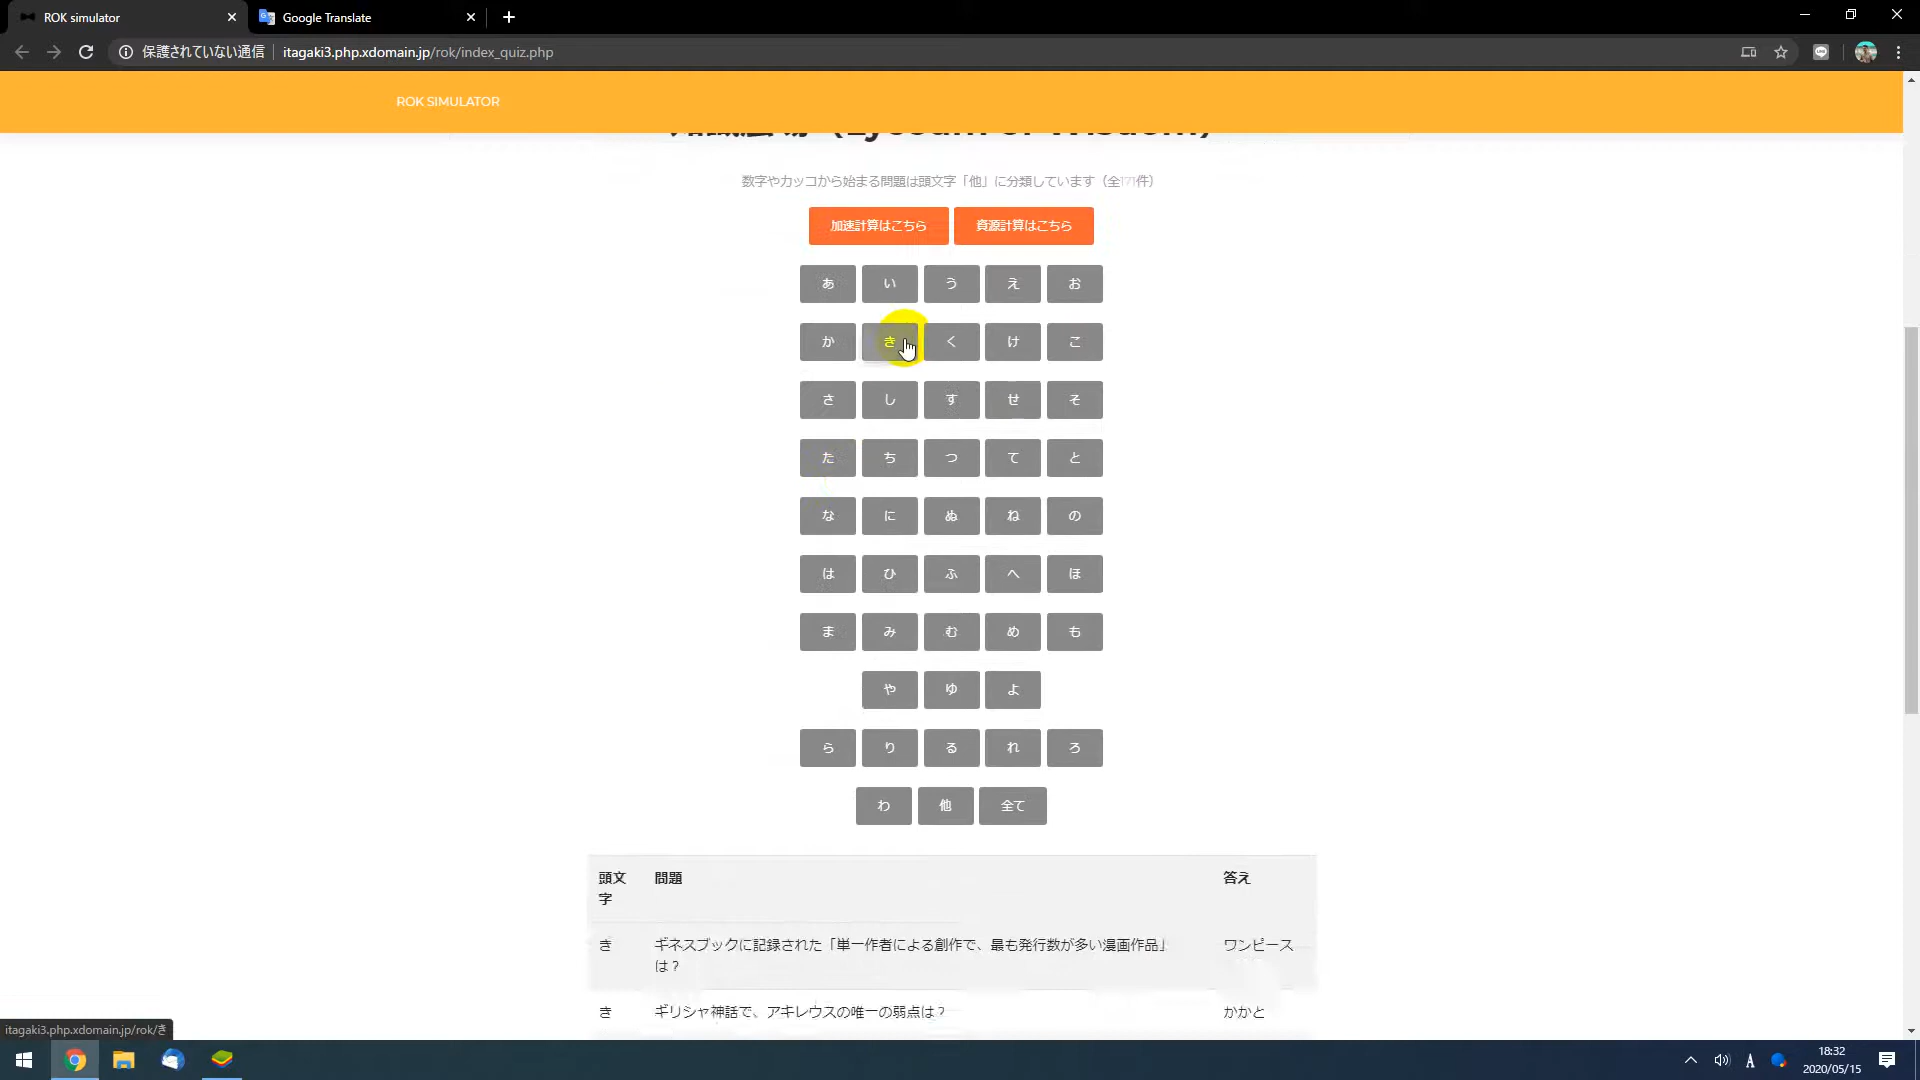 ROK simulator
Google Translate
保護されていない通信
itagaki3.php.xdomain.jp/rok/index_quiz.php
ROK SIMULATOR
数字やカッコから始まる問題は頭文字「他」に分類しています（全171件）
加速計算はこちら 資源計算はこちら
あ い う え お
か き く け こ
さ し す せ そ
た ち つ て と
な に ぬ ね の
は ひ ふ へ ほ
ま み む め も
や ゆ よ
ら り る れ ろ
わ 他 全て
頭文字 問題 答え
き ギネスブックに記録された「単一作者による創作で、最も発行数が多い漫画作品」 ワンピース
は？
き ギリシャ神話で、アキレウスの唯一の弱点は？ かかと
itagaki3.php.xdomain.jp/rok/き
A
18:32
2020/05/15